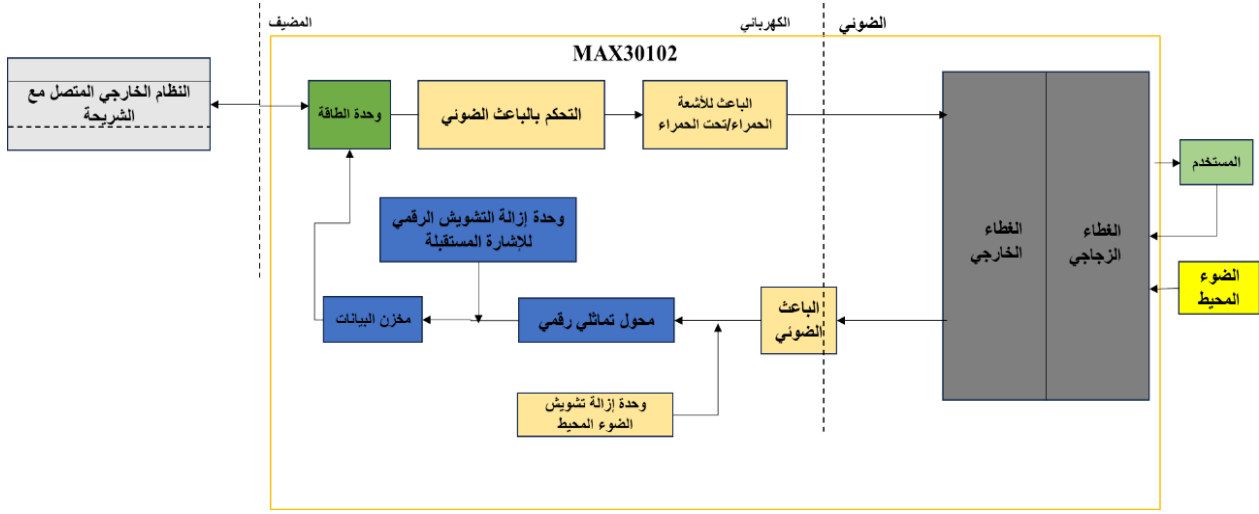 المضيف
الكهربائي
الضوئي
MAX30102
النظام الخارجي المتصل مع
الشريحة
وحدة الطاقة
التحكم بالباعث الضوئي
الباعث للأشعة
الحمراء/تحت الحمراء
الغطاء
الخارجي
الغطاء
الزجاجي
المستخدم
الضوء
المحيط
وحدة إزالة التشويش الرقمي
للإشارة المستقبلة
مخزن البيانات
محول تماثلي رقمي
الباعث
الضوئي
وحدة إزالة تشويش
الضوء المحيط